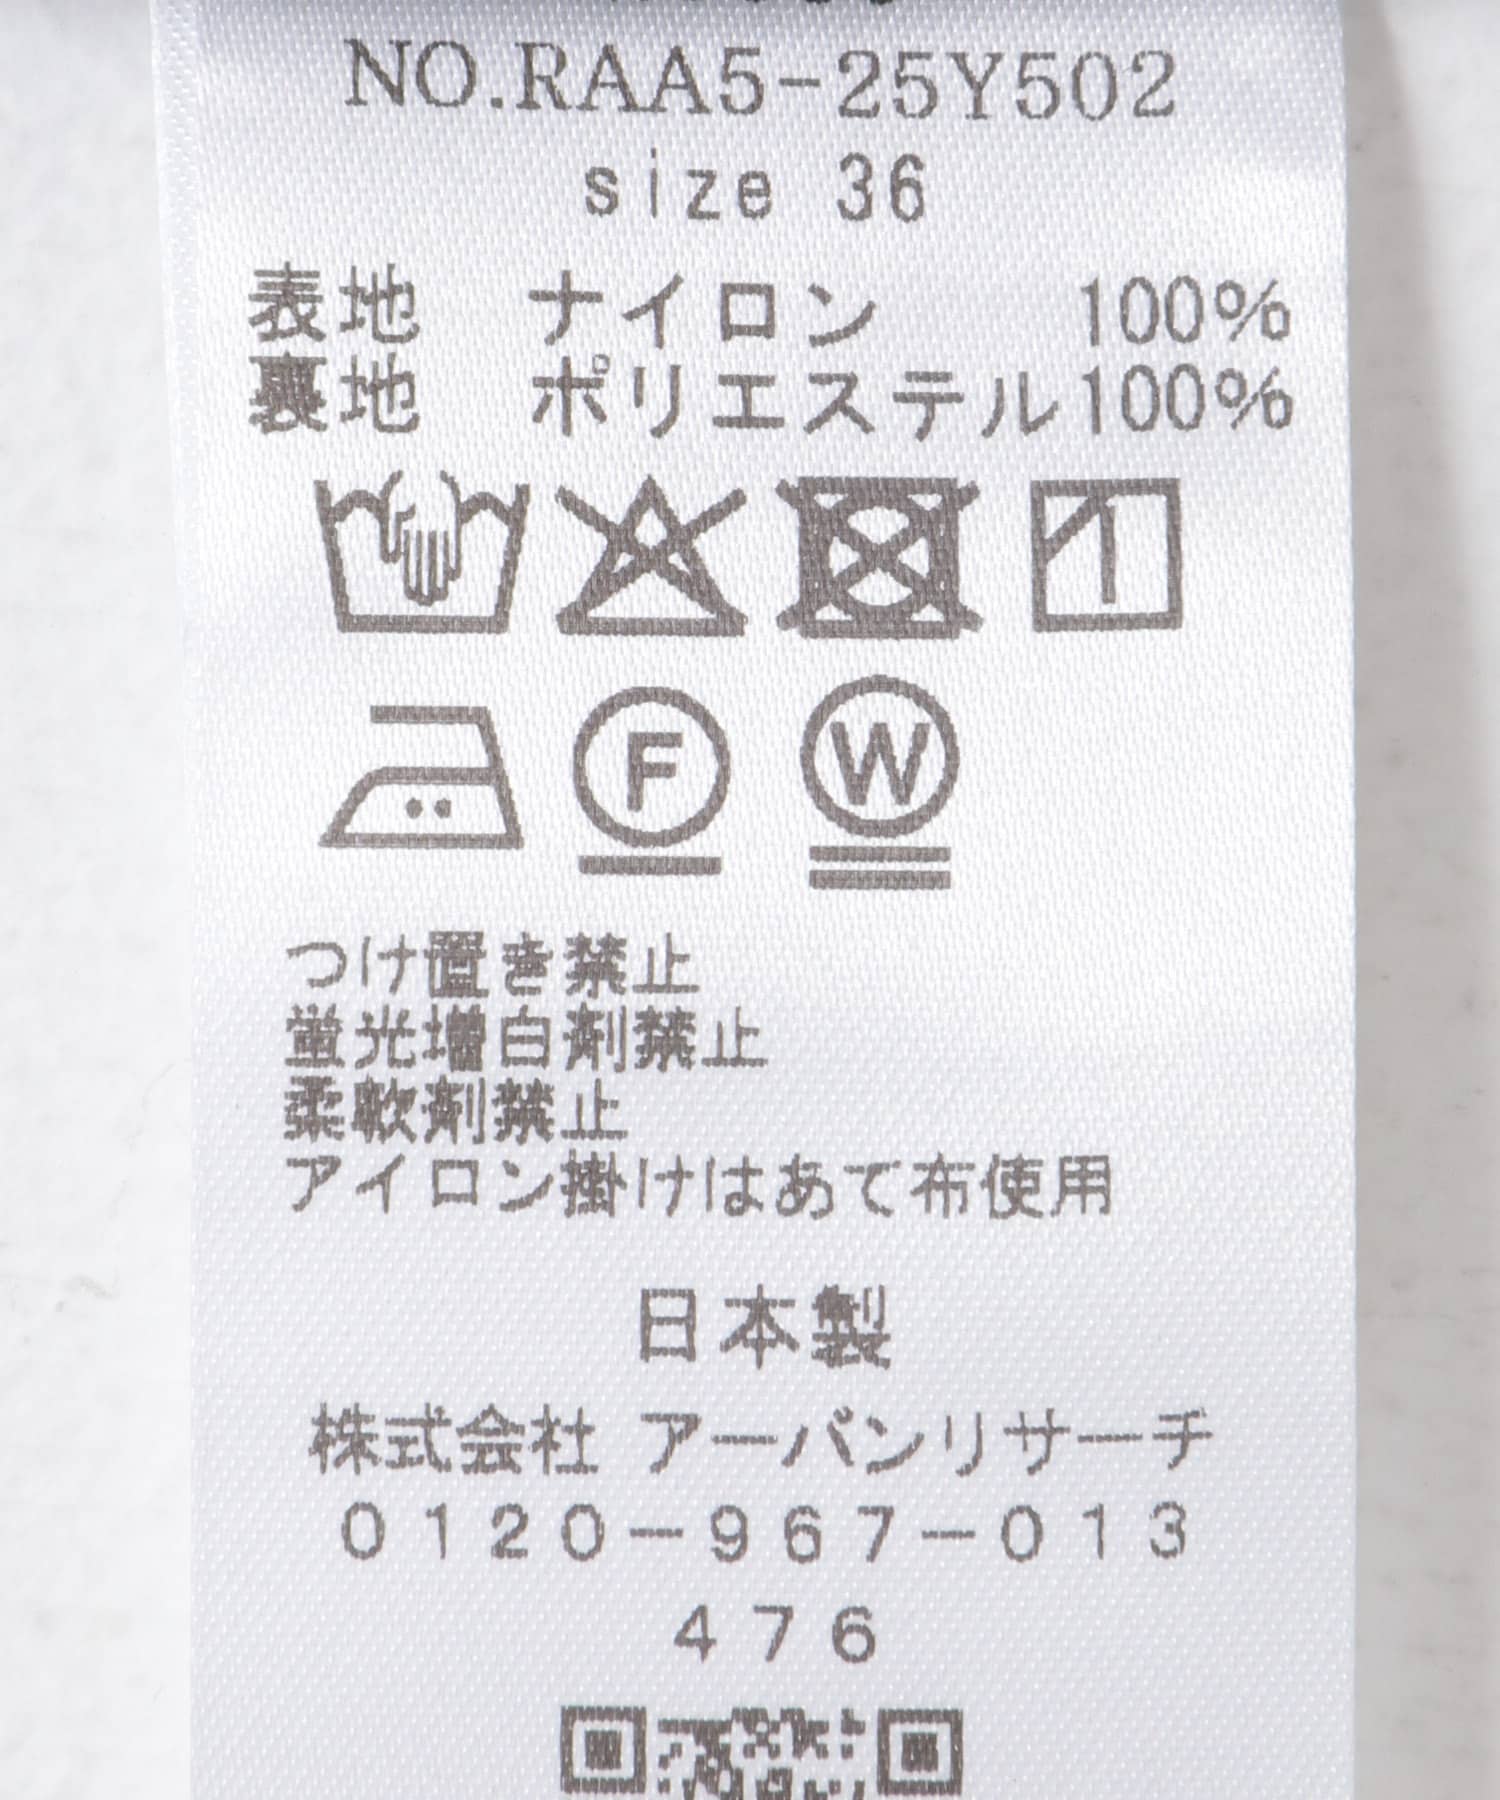 NO.RAA5-25Y502
size 36
表地 ナイロン 100%
裏地 ポリエステル100%
F
W
つけ置き禁止
蛍光増白剤禁止
柔軟剤禁止
アイロン掛けはあて布使用
日本製
株式会社 アーバンリサーチ
0120-967-013
476